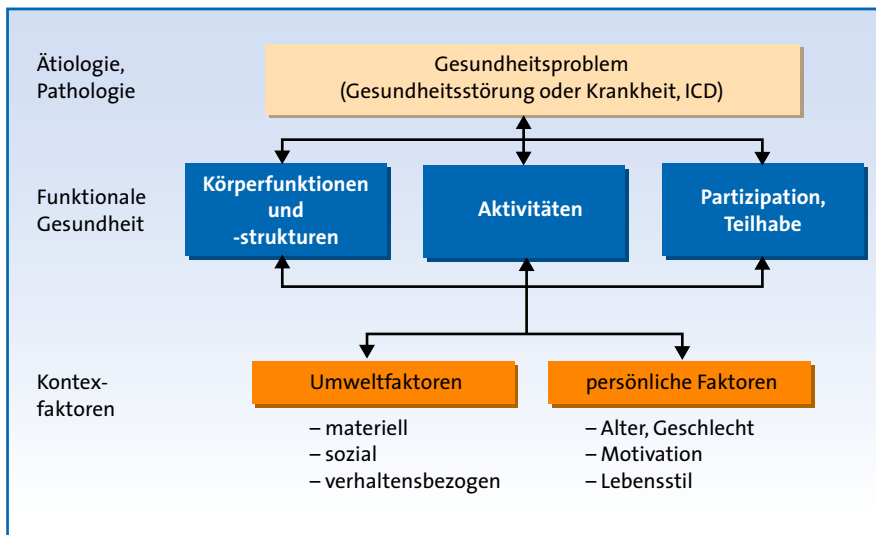 Ätiologie,
Pathologie
Gesundheitsproblem
(Gesundheitsstörung oder Krankheit, ICD)
Funktionale
Gesundheit
Körperfunktionen
und
-strukturen
Aktivitäten
Partizipation,
Teilhabe
Kontex-
faktoren
Umweltfaktoren
– materiell
– sozial
– verhaltensbezogen
persönliche Faktoren
– Alter, Geschlecht
– Motivation
– Lebensstil